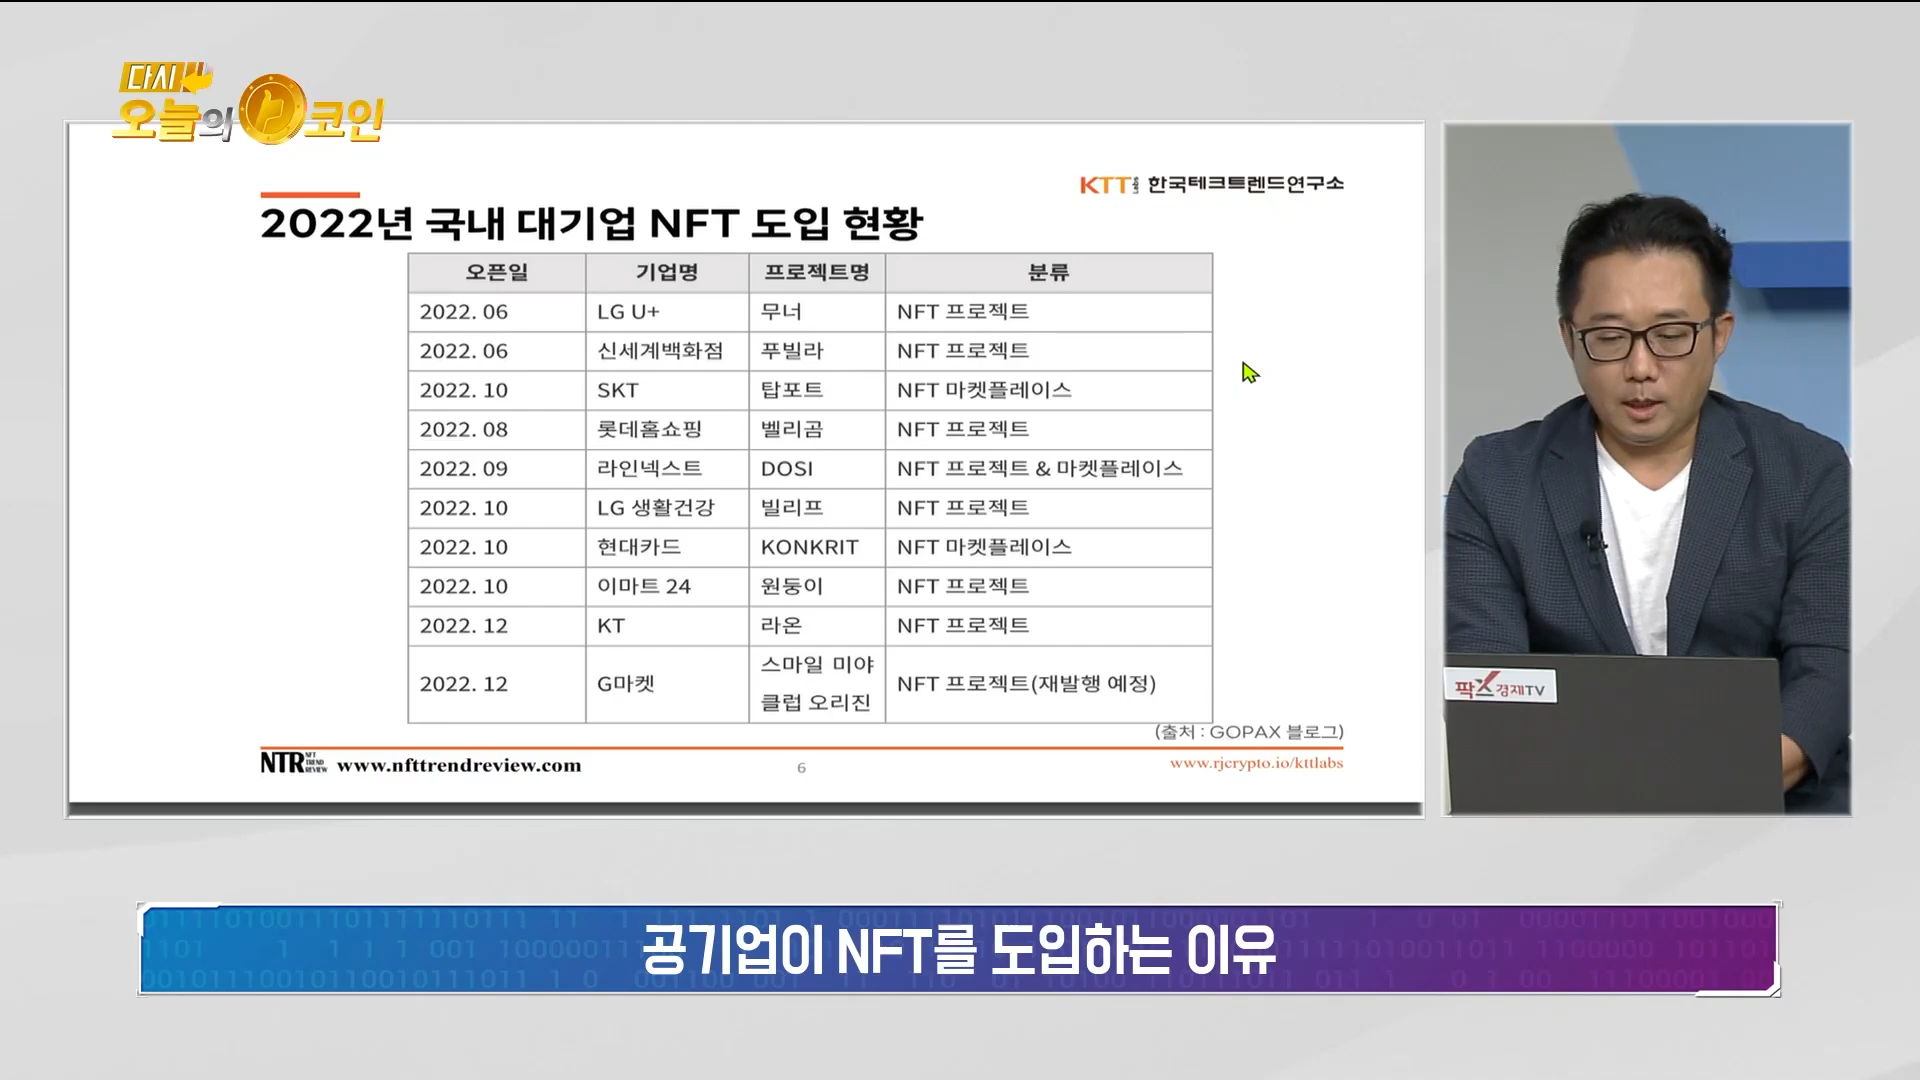 다시
오늘의 코인
KTT Labs 한국테크트렌드연구소
2022년 국내 대기업 NFT 도입 현황
오픈일 기업명 프로젝트명 분류
2022. 06 LG U+ 무너 NFT 프로젝트
2022. 06 신세계백화점 푸빌라 NFT 프로젝트
2022. 10 SKT 탑포트 NFT 마켓플레이스
2022. 08 롯데홈쇼핑 벨리곰 NFT 프로젝트
2022. 09 라인넥스트 DOSI NFT 프로젝트 & 마켓플레이스
2022. 10 LG 생활건강 빌리프 NFT 프로젝트
2022. 10 현대카드 KONKRIT NFT 마켓플레이스
2022. 10 이마트 24 원둥이 NFT 프로젝트
2022. 12 KT 라온 NFT 프로젝트
2022. 12 G마켓 스마일 미야 NFT 프로젝트(재발행 예정)
클럽 오리진
(출처 : GOPAX 블로그)
NTR NFT TREND REVIEW www.nfttrendreview.com 6 www.rjcrypto.io/kttlabs
팍스경제TV
공기업이 NFT를 도입하는 이유